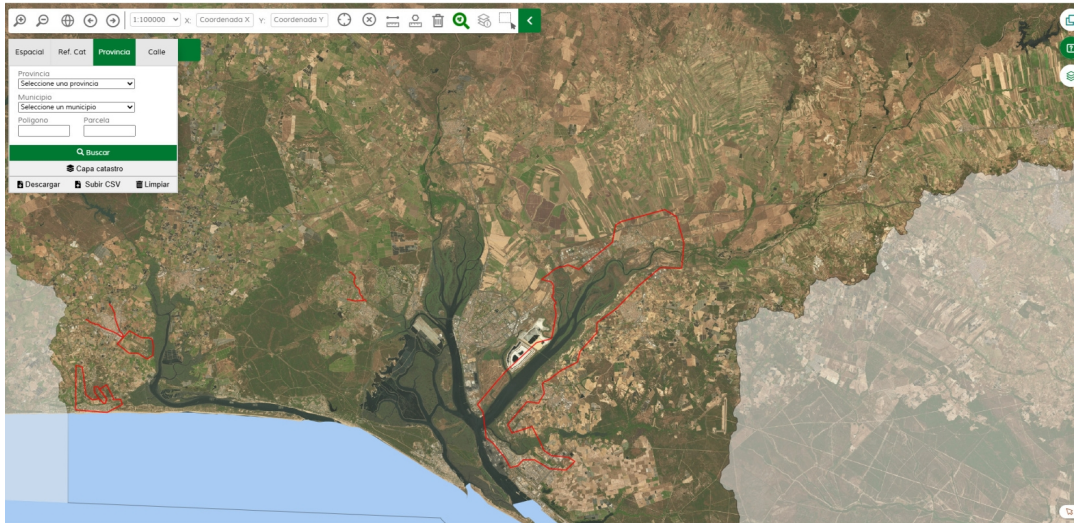 1:100000 X: Coordenada X Y: Coordenada Y
Espacial Ref. Cat Provincia Calle
Provincia
Seleccione una provincia
Municipio
Seleccione un municipio
Polígono Parcela
Buscar
Capa catastro
Descargar Subir CSV Limpiar